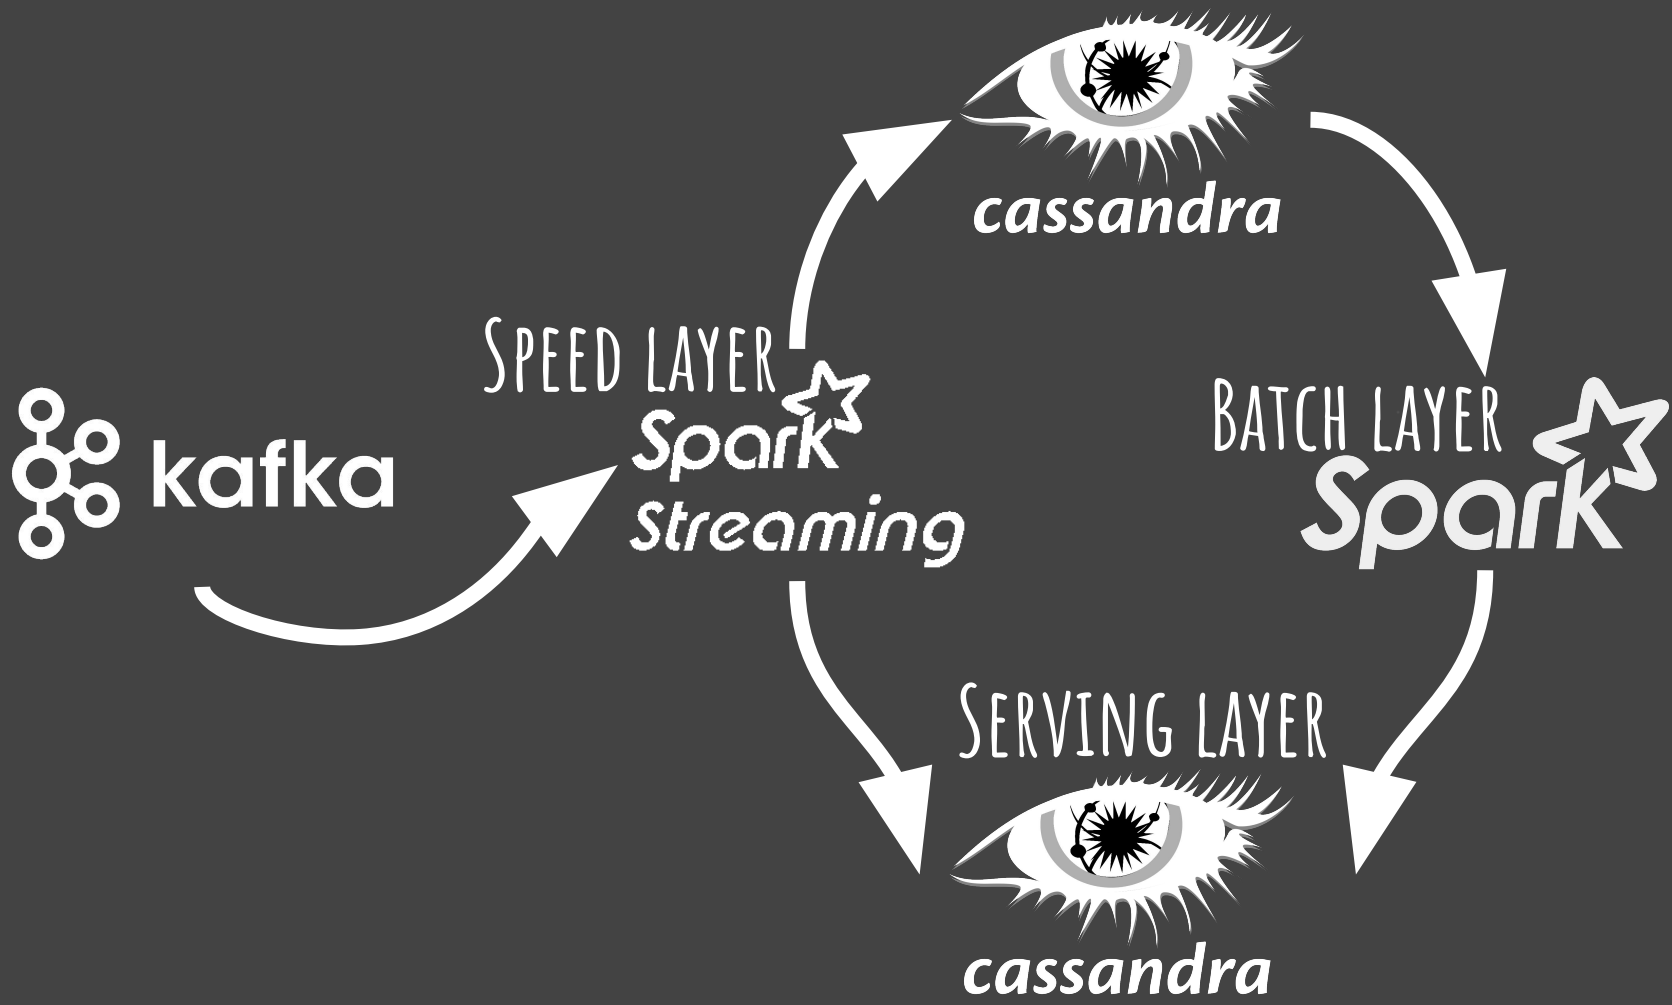 cassandra
Speed layer
Spark
Streaming
kafka
Batch layer
Spark
Serving layer
cassandra